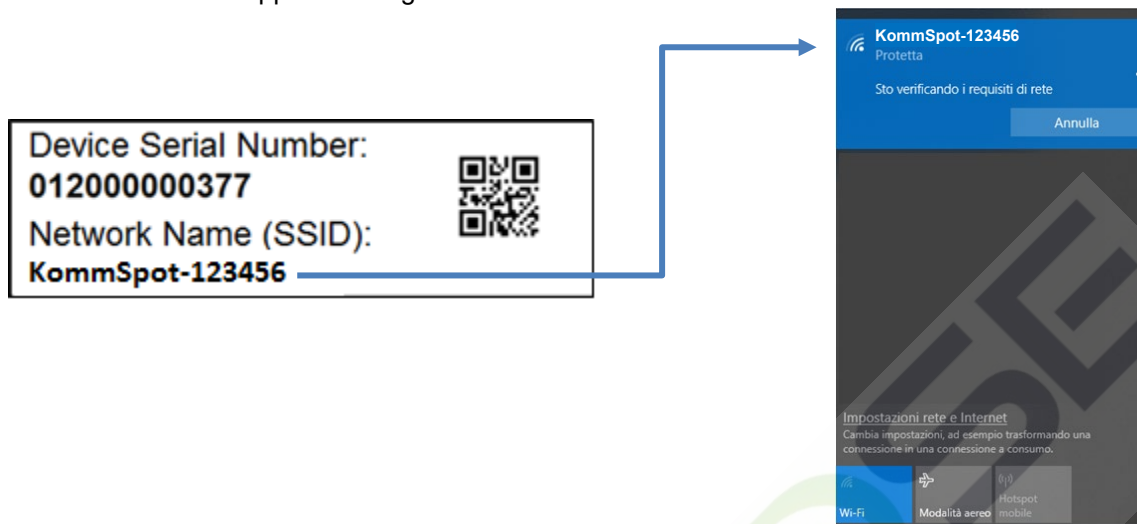 Device Serial Number:
012000000377
Network Name (SSID):
KommSpot-123456
KommSpot-123456
Protetta
Sto verificando i requisiti di rete
Annulla
Impostazioni rete e Internet
Cambia impostazioni, ad esempio trasformando una
connessione in una connessione a consumo.
Wi-Fi
Modalità aereo
Hotspot
mobile